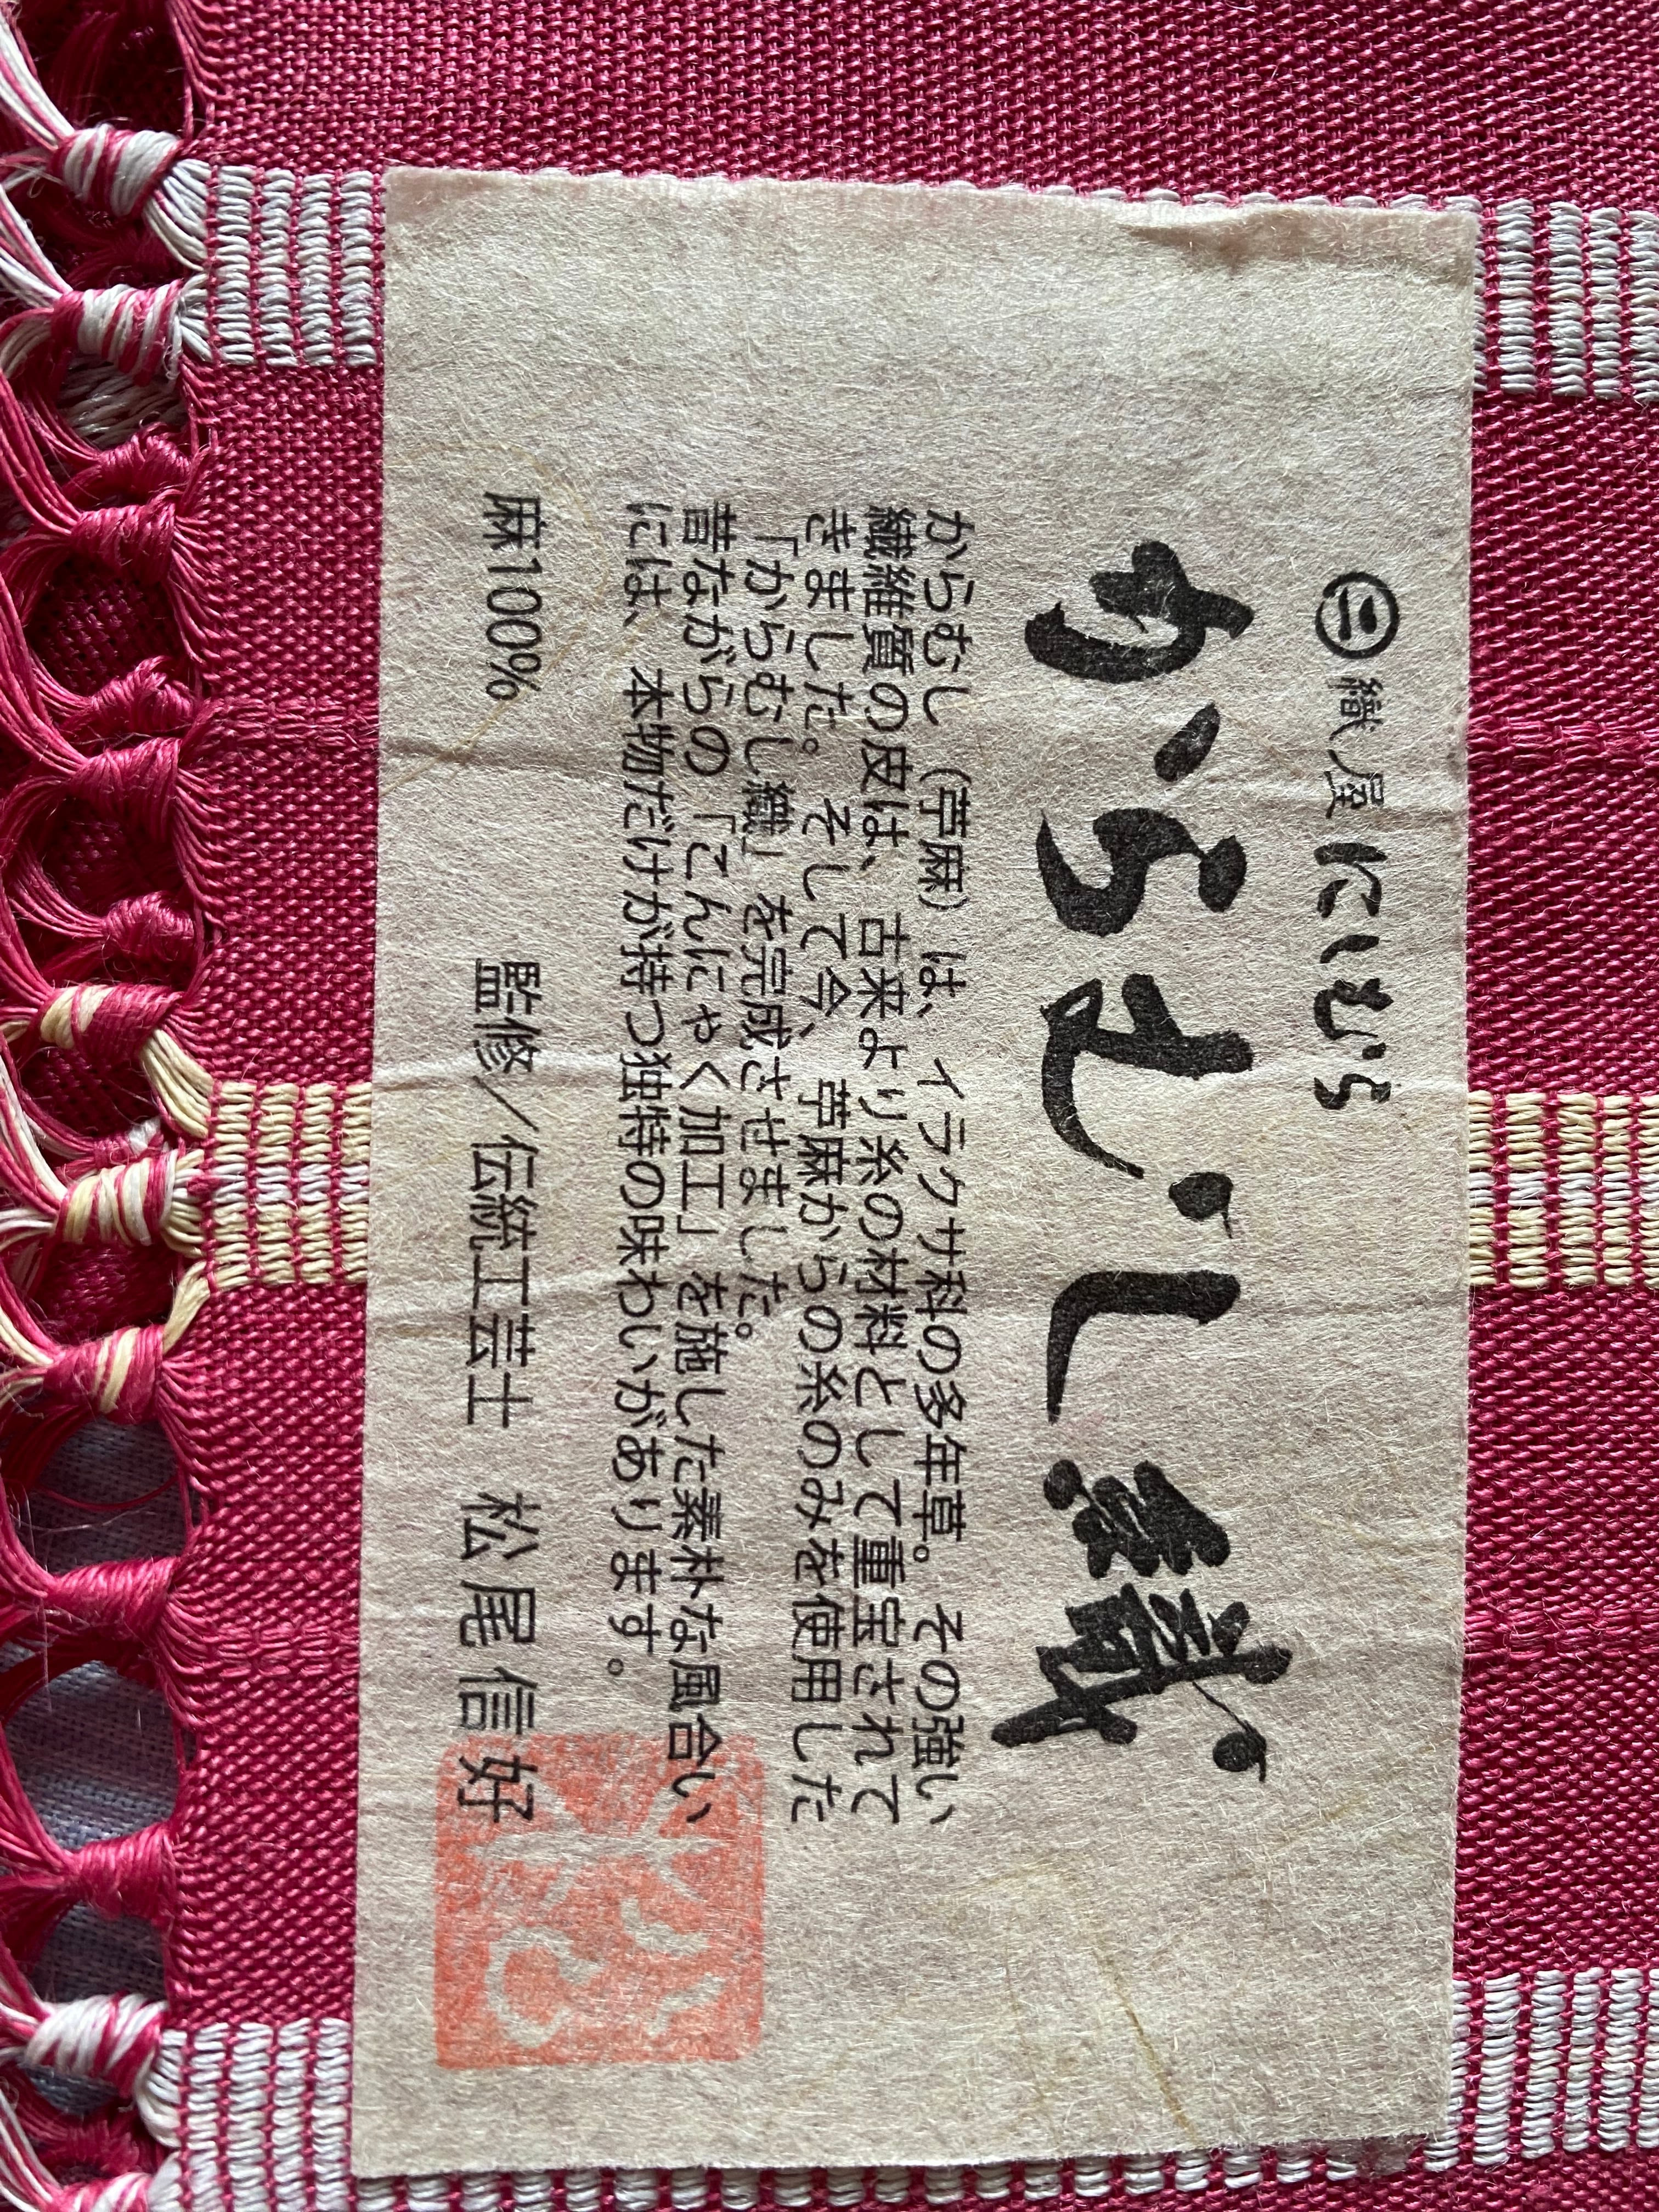 ㊁織屋にしむら
からむし織
からむし（苧麻）は、イラクサ科の多年草。その強い
繊維質の皮は、古来より糸の材料として重宝されて
きました。そして今、苧麻からの糸のみを使用した
「からむし織」を完成させました。
昔ながらの「こんにゃく加工」を施した素朴な風合い
には、本物だけが持つ独特の味わいがあります。
麻100%
監修／伝統工芸士 松尾信好